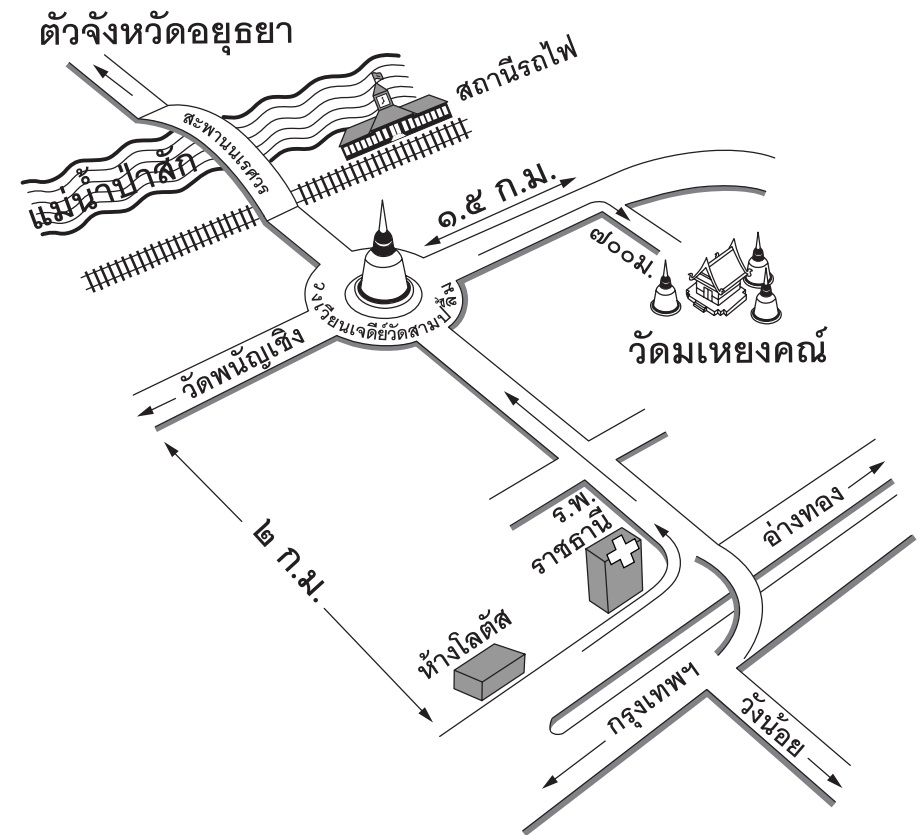 ตัวจังหวัดอยุธยา
สถานีรถไฟ
สะพานนเรศวร
แม่น้ำป่าสัก
๑.๕ ก.ม.
๗๐๐ม.
วงเวียนเจดีย์วัดสามปลื้ม
วัดมเหยงคณ์
วัดพนัญเชิง
๒ ก.ม.
ร.พ.
ราชธานี
อ่างทอง
ห้างโลตัส
กรุงเทพฯ
วังน้อย